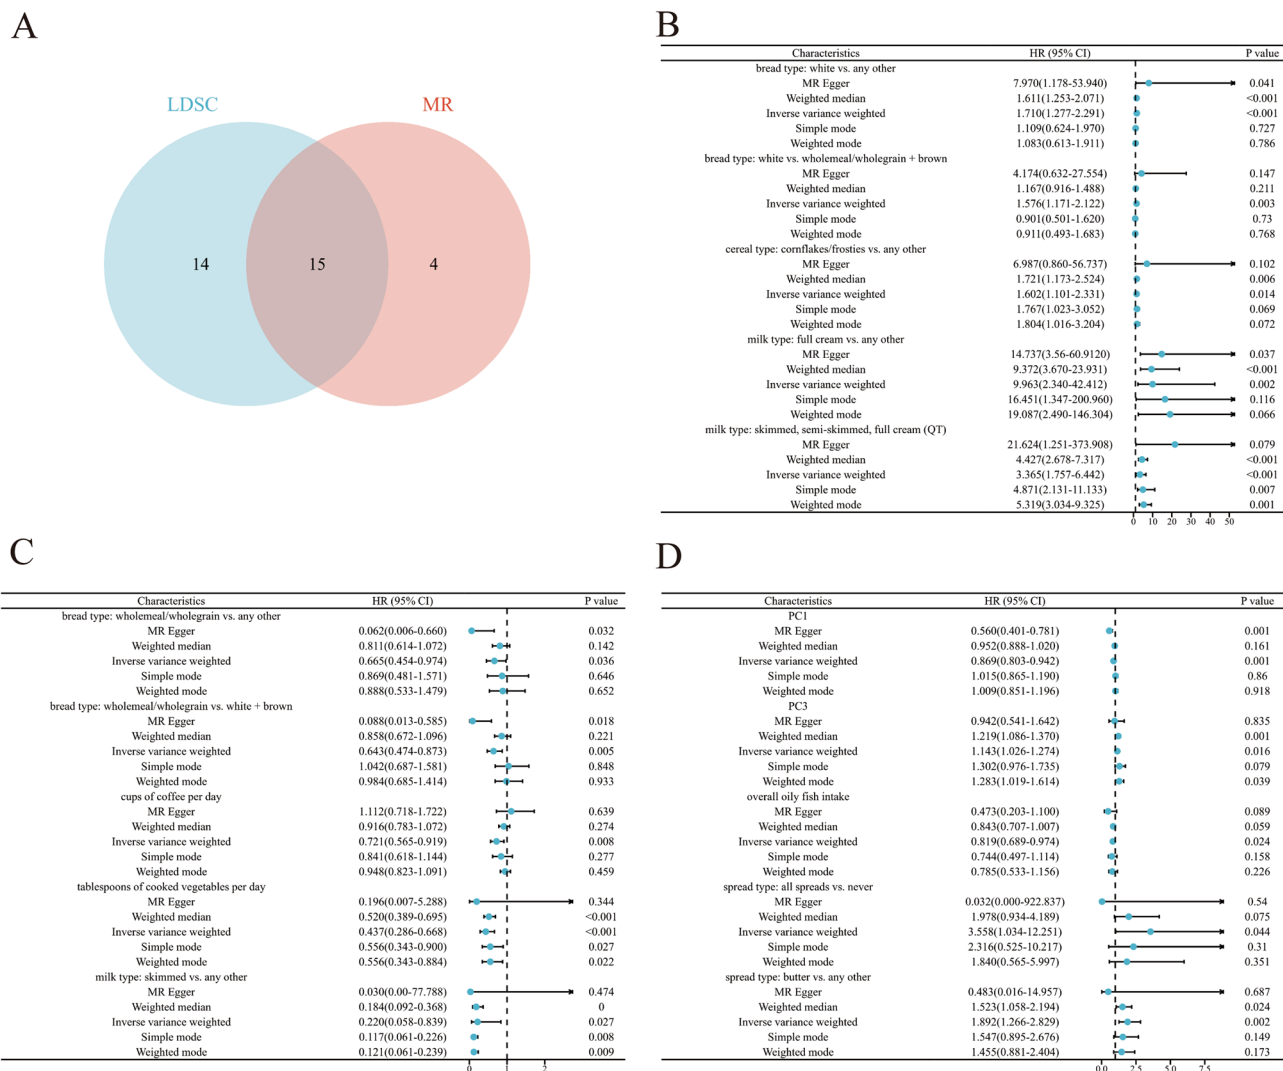 A
LDSC
MR
14
15
4
B
Characteristics HR (95% CI) P value
bread type: white vs. any other
MR Egger 7.970(1.178-53.940) 0.041
Weighted median 1.611(1.253-2.071) <0.001
Inverse variance weighted 1.710(1.277-2.291) <0.001
Simple mode 1.109(0.624-1.970) 0.727
Weighted mode 1.083(0.613-1.911) 0.786
bread type: white vs. wholemeal/wholegrain + brown
MR Egger 4.174(0.632-27.554) 0.147
Weighted median 1.167(0.916-1.488) 0.211
Inverse variance weighted 1.576(1.171-2.122) 0.003
Simple mode 0.901(0.501-1.620) 0.73
Weighted mode 0.911(0.493-1.683) 0.768
cereal type: cornflakes/frosties vs. any other
MR Egger 6.987(0.860-56.737) 0.102
Weighted median 1.721(1.173-2.524) 0.006
Inverse variance weighted 1.602(1.101-2.331) 0.014
Simple mode 1.767(1.023-3.052) 0.069
Weighted mode 1.804(1.016-3.204) 0.072
milk type: full cream vs. any other
MR Egger 14.737(3.56-60.9120) 0.037
Weighted median 9.372(3.670-23.931) <0.001
Inverse variance weighted 9.963(2.340-42.412) 0.002
Simple mode 16.451(1.347-200.960) 0.116
Weighted mode 19.087(2.490-146.304) 0.066
milk type: skimmed, semi-skimmed, full cream (QT)
MR Egger 21.624(1.251-373.908) 0.079
Weighted median 4.427(2.678-7.317) <0.001
Inverse variance weighted 3.365(1.757-6.442) <0.001
Simple mode 4.871(2.131-11.133) 0.007
Weighted mode 5.319(3.034-9.325) 0.001
0 10 20 30 40 50
C
Characteristics HR (95% CI) P value
bread type: wholemeal/wholegrain vs. any other
MR Egger 0.062(0.006-0.660) 0.032
Weighted median 0.811(0.614-1.072) 0.142
Inverse variance weighted 0.665(0.454-0.974) 0.036
Simple mode 0.869(0.481-1.571) 0.646
Weighted mode 0.888(0.533-1.479) 0.652
bread type: wholemeal/wholegrain vs. white + brown
MR Egger 0.088(0.013-0.585) 0.018
Weighted median 0.858(0.672-1.096) 0.221
Inverse variance weighted 0.643(0.474-0.873) 0.005
Simple mode 1.042(0.687-1.581) 0.848
Weighted mode 0.984(0.685-1.414) 0.933
cups of coffee per day
MR Egger 1.112(0.718-1.722) 0.639
Weighted median 0.916(0.783-1.072) 0.274
Inverse variance weighted 0.721(0.565-0.919) 0.008
Simple mode 0.841(0.618-1.144) 0.277
Weighted mode 0.948(0.823-1.091) 0.459
tablespoons of cooked vegetables per day
MR Egger 0.196(0.007-5.288) 0.344
Weighted median 0.520(0.389-0.695) <0.001
Inverse variance weighted 0.437(0.286-0.668) <0.001
Simple mode 0.556(0.343-0.900) 0.027
Weighted mode 0.556(0.343-0.884) 0.022
milk type: skimmed vs. any other
MR Egger 0.030(0.00-77.788) 0.474
Weighted median 0.184(0.092-0.368) 0
Inverse variance weighted 0.220(0.058-0.839) 0.027
Simple mode 0.117(0.061-0.226) 0.008
Weighted mode 0.121(0.061-0.239) 0.009
0 1 2
D
Characteristics HR (95% CI) P value
PC1
MR Egger 0.560(0.401-0.781) 0.001
Weighted median 0.952(0.888-1.020) 0.161
Inverse variance weighted 0.869(0.803-0.942) 0.001
Simple mode 1.015(0.865-1.190) 0.86
Weighted mode 1.009(0.851-1.196) 0.918
PC3
MR Egger 0.942(0.541-1.642) 0.835
Weighted median 1.219(1.086-1.370) 0.001
Inverse variance weighted 1.143(1.026-1.274) 0.016
Simple mode 1.302(0.976-1.735) 0.079
Weighted mode 1.283(1.019-1.614) 0.039
overall oily fish intake
MR Egger 0.473(0.203-1.100) 0.089
Weighted median 0.843(0.707-1.007) 0.059
Inverse variance weighted 0.819(0.689-0.974) 0.024
Simple mode 0.744(0.497-1.114) 0.158
Weighted mode 0.785(0.533-1.156) 0.226
spread type: all spreads vs. never
MR Egger 0.032(0.000-922.837) 0.54
Weighted median 1.978(0.934-4.189) 0.075
Inverse variance weighted 3.558(1.034-12.251) 0.044
Simple mode 2.316(0.525-10.217) 0.31
Weighted mode 1.840(0.565-5.997) 0.351
spread type: butter vs. any other
MR Egger 0.483(0.016-14.957) 0.687
Weighted median 1.523(1.058-2.194) 0.024
Inverse variance weighted 1.892(1.266-2.829) 0.002
Simple mode 1.547(0.895-2.676) 0.149
Weighted mode 1.455(0.881-2.404) 0.173
0.0 2.5 5.0 7.5